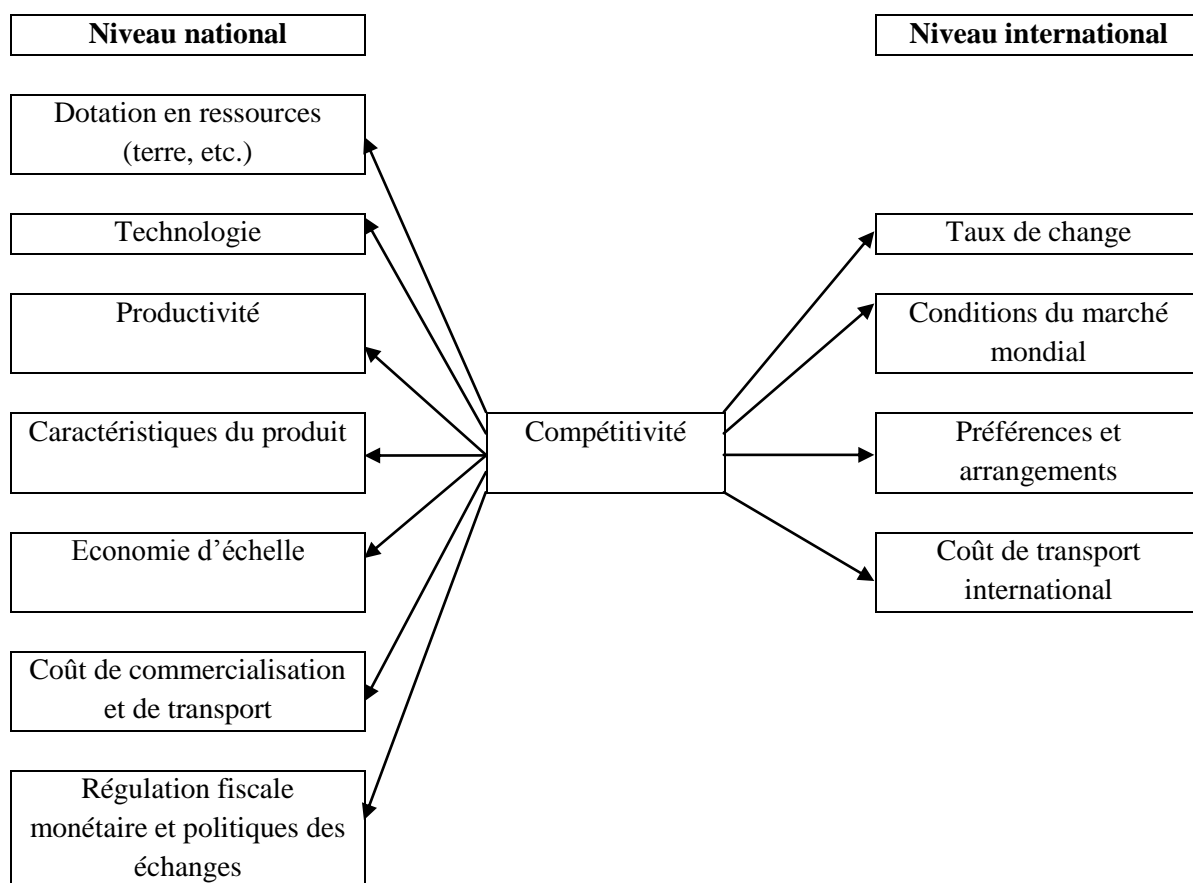 Niveau national
Niveau international
Dotation en ressources
(terre, etc.)
Technologie
Taux de change
Productivité
Conditions du marché
mondial
Caractéristiques du produit
Compétitivité
Préférences et
arrangements
Economie d’échelle
Coût de transport
international
Coût de commercialisation
et de transport
Régulation fiscale
monétaire et politiques des
échanges